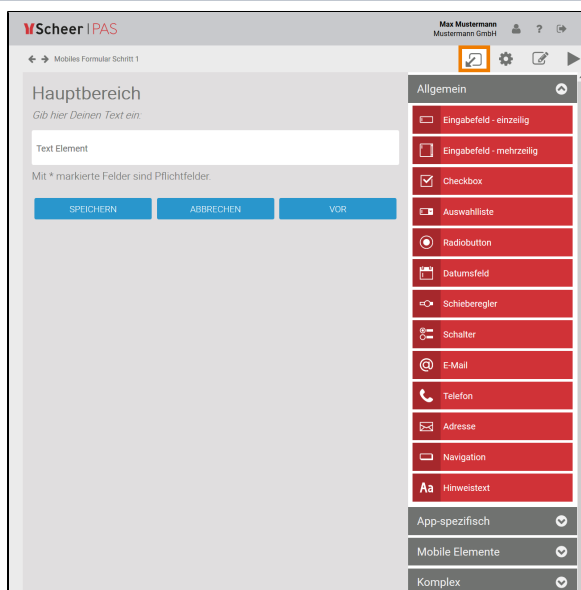 Scheer PAS
Max Mustermann
Mustermann GmbH
?
Mobiles Formular Schritt 1
Hauptbereich
Gib hier Deinen Text ein:
Text Element
Mit * markierte Felder sind Pflichtfelder.
SPEICHERN
ABBRECHEN
VOR
Allgemein
Eingabefeld - einzeilig
Eingabefeld - mehrzeilig
Checkbox
Auswahlliste
Radiobutton
Datumsfeld
Schieberegler
Schalter
@ E-Mail
Telefon
Adresse
Navigation
Aa Hinweistext
App-spezifisch
Mobile Elemente
Komplex